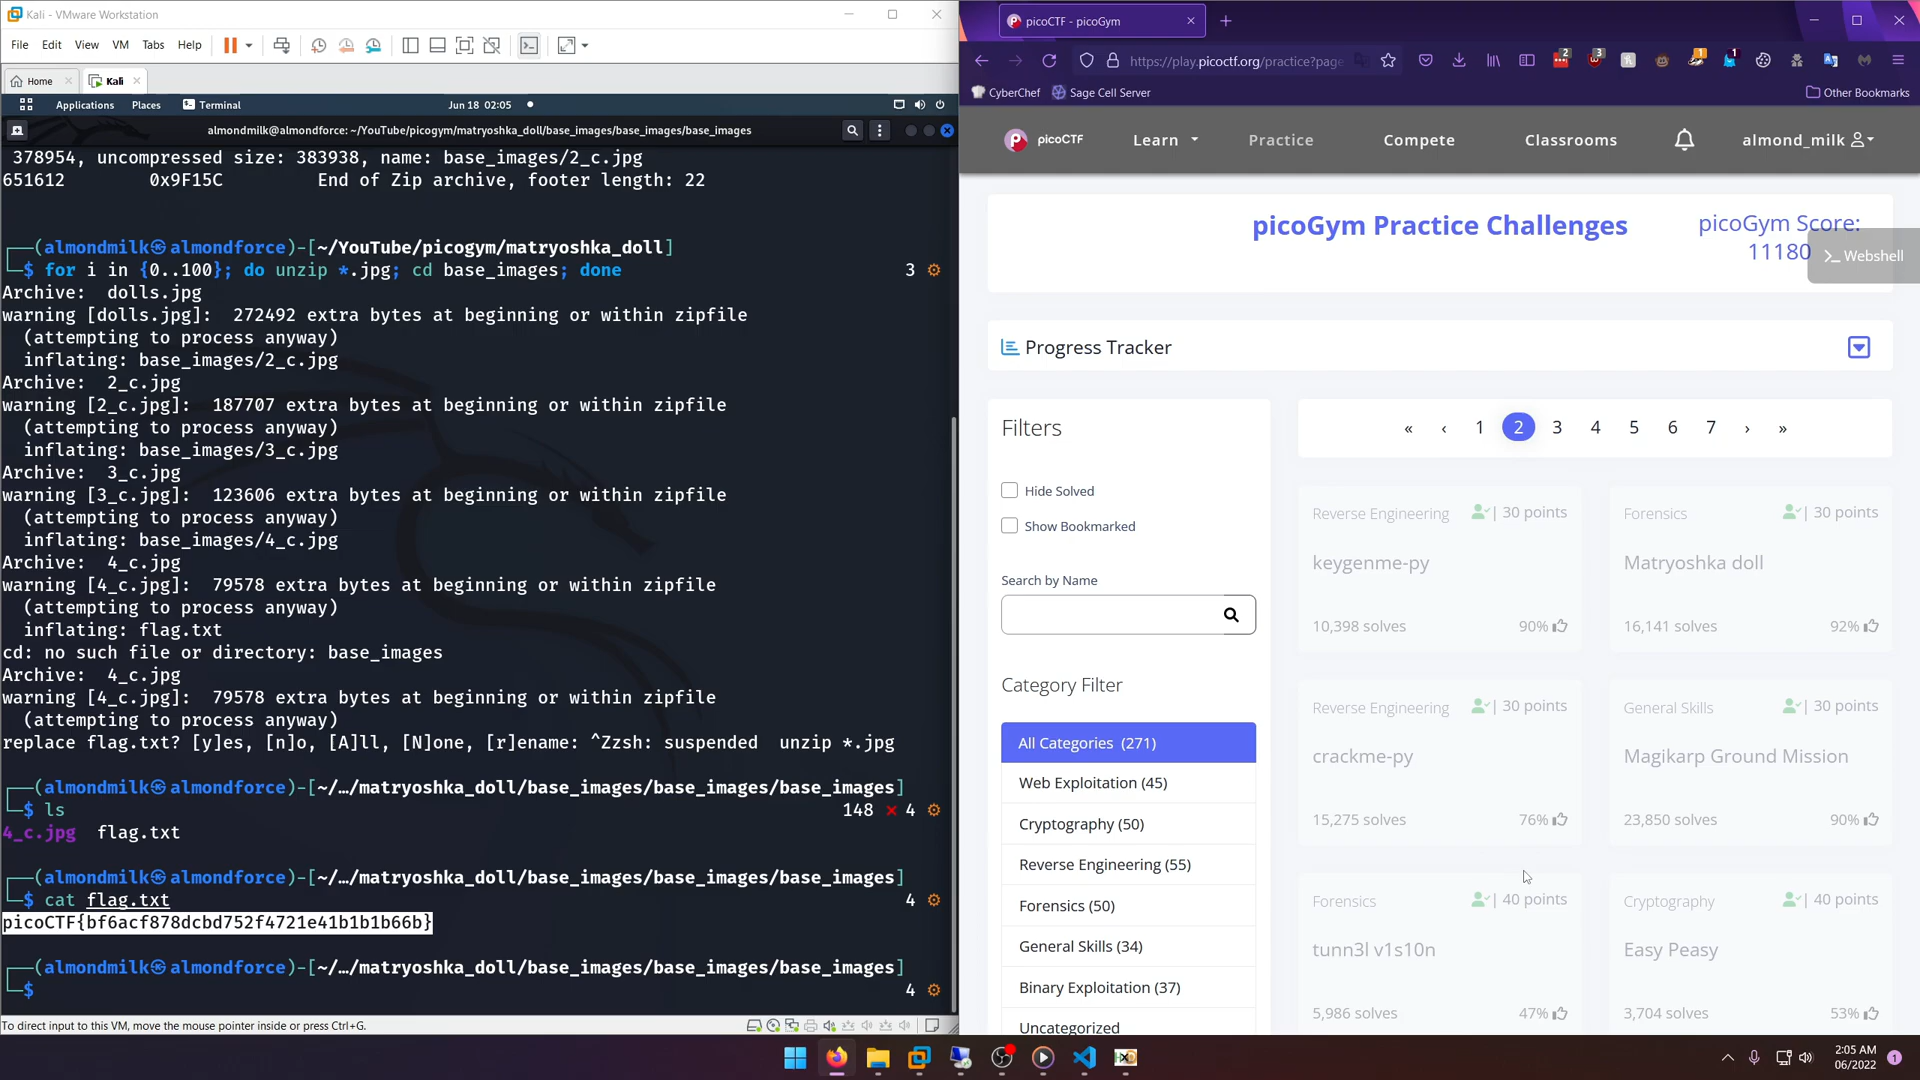 Kali - VMware Workstation
File Edit View VM Tabs Help
Home Kali
Applications Places Terminal Jun 18 02:05
almondmilk@almondforce: ~/YouTube/picogym/matryoshka_doll/base_images/base_images/base_images
378954, uncompressed size: 383938, name: base_images/2_c.jpg
651612 0x9F15C End of Zip archive, footer length: 22
┌──(almondmilk㉿almondforce)-[~/YouTube/picogym/matryoshka_doll]
└─$ for i in {0..100}; do unzip *.jpg; cd base_images; done 3
Archive: dolls.jpg
warning [dolls.jpg]: 272492 extra bytes at beginning or within zipfile
(attempting to process anyway)
inflating: base_images/2_c.jpg
Archive: 2_c.jpg
warning [2_c.jpg]: 187707 extra bytes at beginning or within zipfile
(attempting to process anyway)
inflating: base_images/3_c.jpg
Archive: 3_c.jpg
warning [3_c.jpg]: 123606 extra bytes at beginning or within zipfile
(attempting to process anyway)
inflating: base_images/4_c.jpg
Archive: 4_c.jpg
warning [4_c.jpg]: 79578 extra bytes at beginning or within zipfile
(attempting to process anyway)
inflating: flag.txt
cd: no such file or directory: base_images
Archive: 4_c.jpg
warning [4_c.jpg]: 79578 extra bytes at beginning or within zipfile
(attempting to process anyway)
replace flag.txt? [y]es, [n]o, [A]ll, [N]one, [r]ename: ^Zzsh: suspended unzip *.jpg
┌──(almondmilk㉿almondforce)-[~/…/matryoshka_doll/base_images/base_images/base_images]
└─$ ls 148 ⨯ 4
4_c.jpg flag.txt
┌──(almondmilk㉿almondforce)-[~/…/matryoshka_doll/base_images/base_images/base_images]
└─$ cat flag.txt 4
picoCTF{bf6acf878dcbd752f4721e41b1b1b66b}
┌──(almondmilk㉿almondforce)-[~/…/matryoshka_doll/base_images/base_images/base_images]
└─$ 4
To direct input to this VM, move the mouse pointer inside or press Ctrl+G.
picoCTF - picoGym
https://play.picoctf.org/practice?page
2 3 1 1
CyberChef Sage Cell Server Other Bookmarks
picoCTF Learn Practice Compete Classrooms almond_milk
picoGym Practice Challenges
picoGym Score:
11180
Webshell
Progress Tracker
Filters
Hide Solved
Show Bookmarked
Search by Name
Category Filter
All Categories (271)
Web Exploitation (45)
Cryptography (50)
Reverse Engineering (55)
Forensics (50)
General Skills (34)
Binary Exploitation (37)
Uncategorized
« ‹ 1 2 3 4 5 6 7 › »
Reverse Engineering | 30 points
keygenme-py
10,398 solves 90%
Forensics | 30 points
Matryoshka doll
16,141 solves 92%
Reverse Engineering | 30 points
crackme-py
15,275 solves 76%
General Skills | 30 points
Magikarp Ground Mission
23,850 solves 90%
Forensics | 40 points
tunn3l v1s10n
5,986 solves 47%
Cryptography | 40 points
Easy Peasy
3,704 solves 53%
2:05 AM
06/2022
1